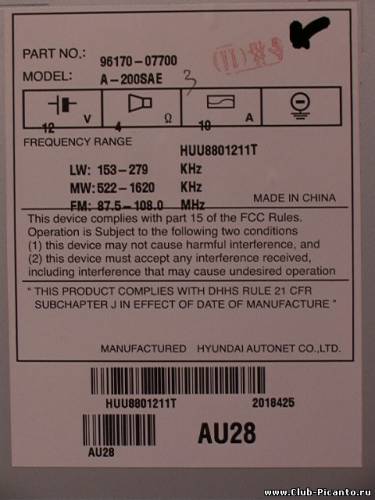 PART NO.: 96170-07700
MODEL: A-200SAE 3
12 V 4 Ω 10 A
FREQUENCY RANGE
HUU8801211T
LW: 153-279 KHz
MW: 522-1620 KHz
FM: 87.5-108.0 MHz
MADE IN CHINA
This device complies with part 15 of the FCC Rules.
Operation is Subject to the following two conditions
(1) this device may not cause harmful interference, and
(2) this device must accept any interference received,
including interference that may cause undesired operation
" THIS PRODUCT COMPLIES WITH DHHS RULE 21 CFR
SUBCHAPTER J IN EFFECT OF DATE OF MANUFACTURE "
MANUFACTURED HYUNDAI AUTONET CO.,LTD.
HUU8801211T 2018425
AU28
AU28
www.Club-Picanto.ru